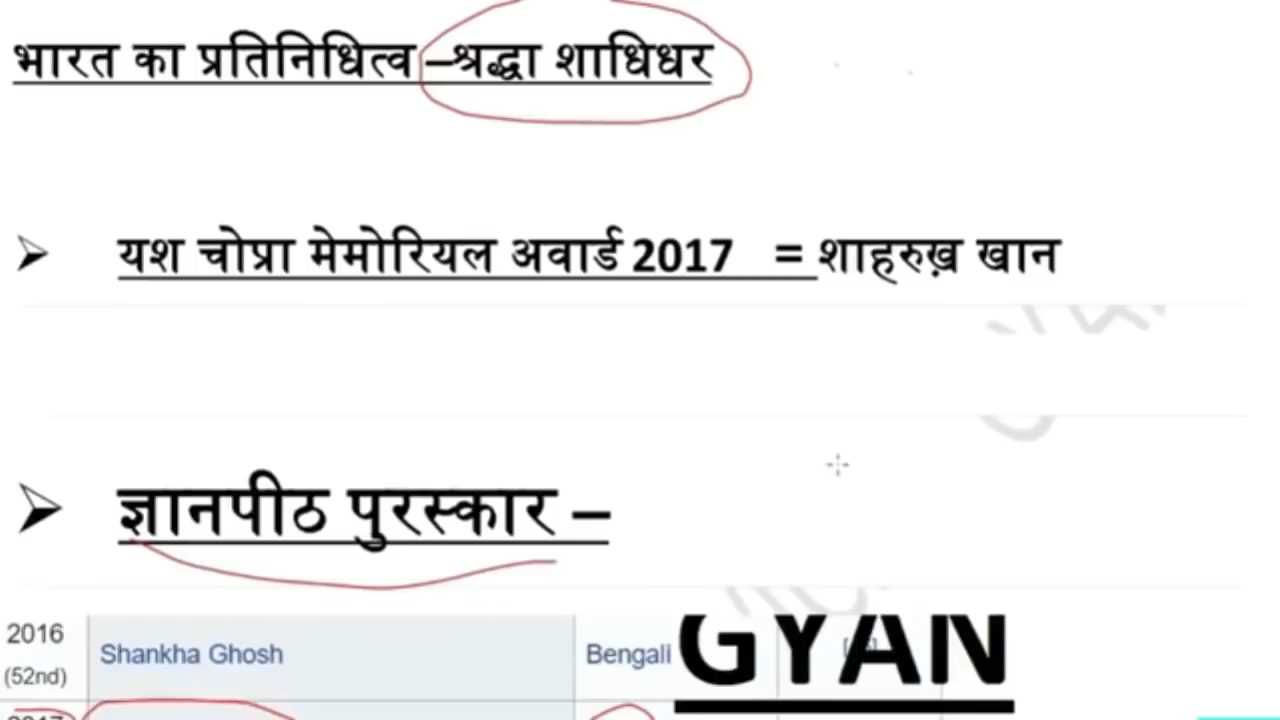 भारत का प्रतिनिधित्व –श्रद्धा शाधिधर
➢ यश चोप्रा मेमोरियल अवार्ड 2017 = शाहरुख़ खान
➢ ज्ञानपीठ पुरस्कार –
2016
(52nd)
Shankha Ghosh
Bengali
GYAN